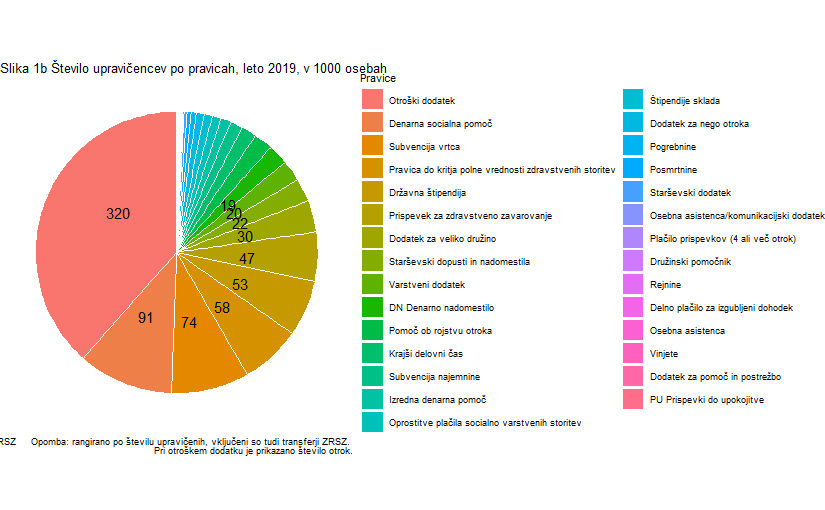 Slika 1b Število upravičencev po pravicah, leto 2019, v 1000 osebah
Pravice
320
91
74
58
53
47
30
22
20
19
Otroški dodatek
Denarna socialna pomoč
Subvencija vrtca
Pravica do kritja polne vrednosti zdravstvenih storitev
Državna štipendija
Prispevek za zdravstveno zavarovanje
Dodatek za veliko družino
Starševski dopusti in nadomestila
Varstveni dodatek
DN Denarno nadomestilo
Pomoč ob rojstvu otroka
Krajši delovni čas
Subvencija najemnine
Izredna denarna pomoč
Oprostitve plačila socialno varstvenih storitev
Štipendije sklada
Dodatek za nego otroka
Pogrebnine
Posmrtnine
Starševski dodatek
Osebna asistenca/komunikacijski dodatek
Plačilo prispevkov (4 ali več otrok)
Družinski pomočnik
Rejnine
Delno plačilo za izgubljeni dohodek
Osebna asistenca
Vinjete
Dodatek za pomoč in postrežbo
PU Prispevki do upokojitve
RSZ Opomba: rangirano po številu upravičenih, vključeni so tudi transferji ZRSZ.
Pri otroškem dodatku je prikazano število otrok.